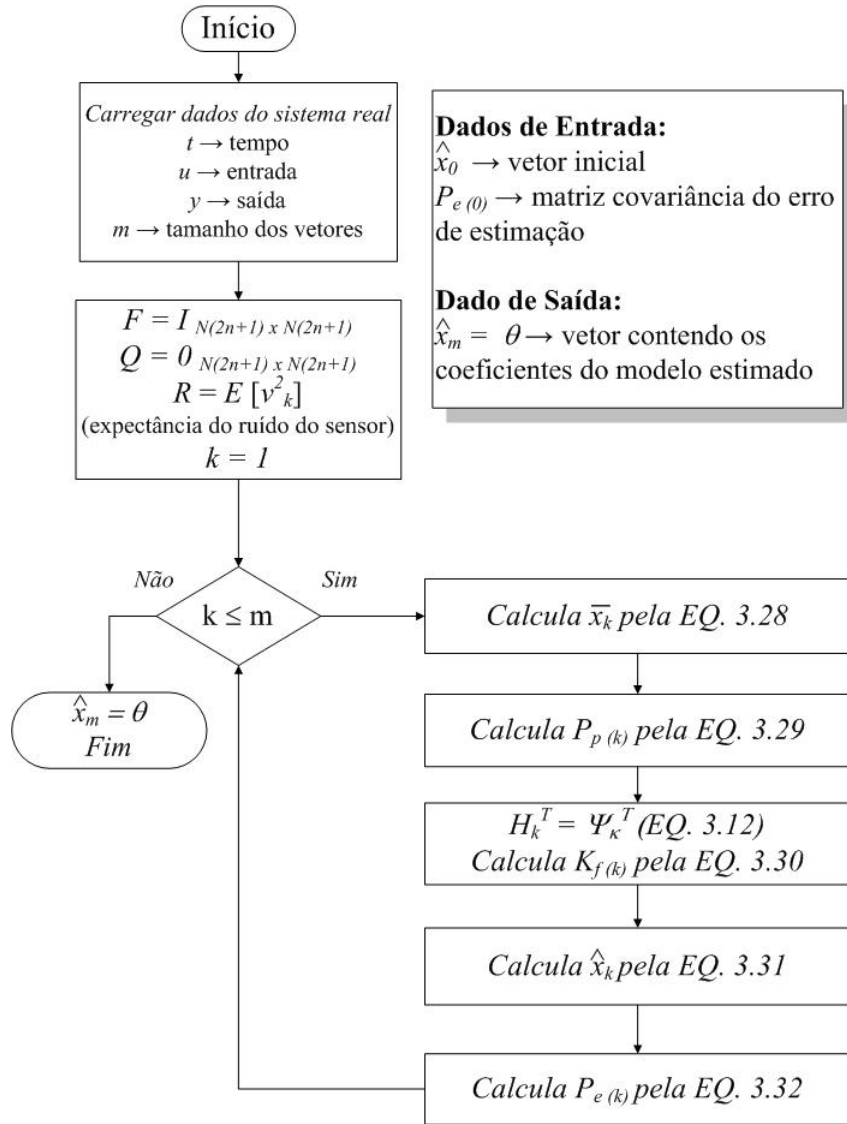 Início
Carregar dados do sistema real
t → tempo
u → entrada
y → saída
m → tamanho dos vetores
F = I N(2n+1) x N(2n+1)
Q = 0 N(2n+1) x N(2n+1)
R = E [v²ₖ]
(expectância do ruído do sensor)
k = 1
Dados de Entrada:
x̂₀ → vetor inicial
Pₑ ₍₀₎ → matriz covariância do erro
de estimação
Dado de Saída:
x̂ₘ = θ → vetor contendo os
coeficientes do modelo estimado
Não
Sim
k ≤ m
x̂ₘ = θ
Fim
Calcula x̄ₖ pela EQ. 3.28
Calcula Pₚ ₍ₖ₎ pela EQ. 3.29
Hₖᵀ = Ψ_κᵀ (EQ. 3.12)
Calcula K_f (k) pela EQ. 3.30
Calcula x̂ₖ pela EQ. 3.31
Calcula Pₑ ₍ₖ₎ pela EQ. 3.32